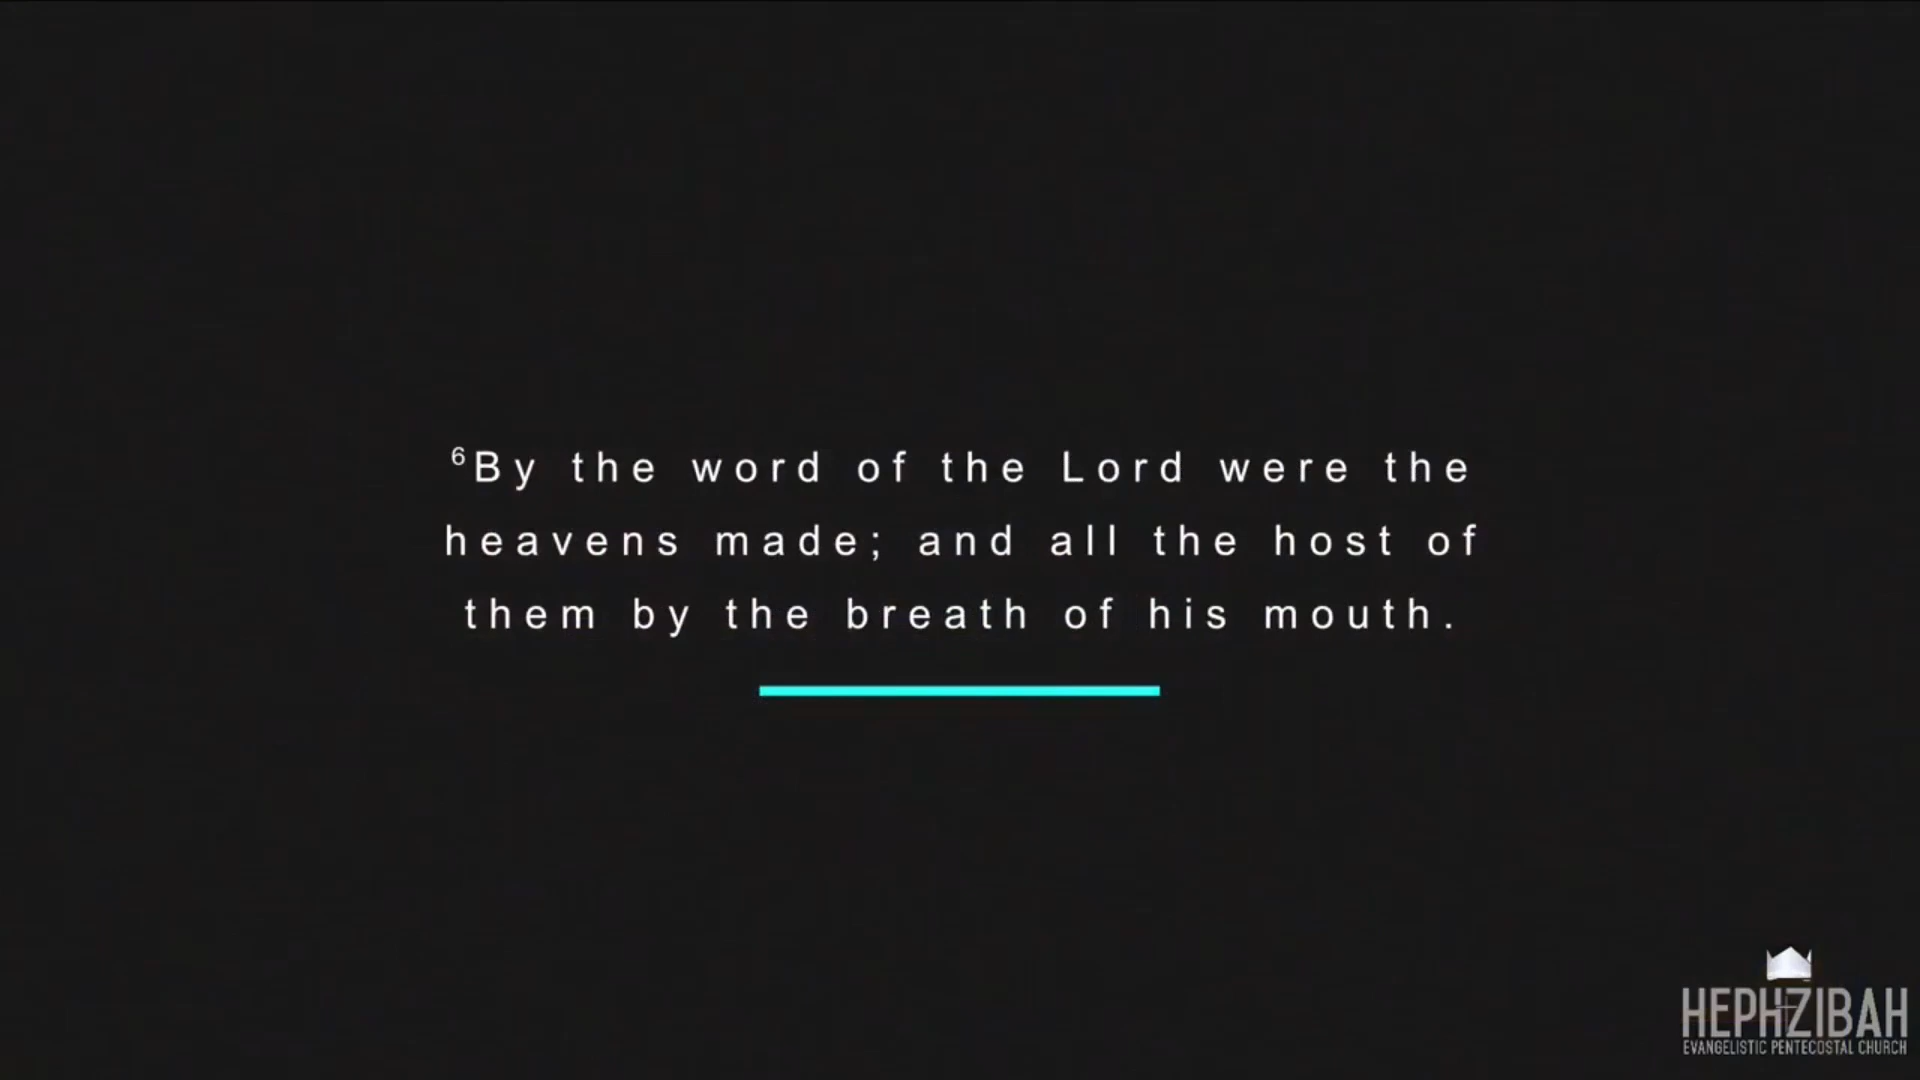 ⁶By the word of the Lord were the
heavens made; and all the host of
them by the breath of his mouth.
HEPHZIBAH
EVANGELISTIC PENTECOSTAL CHURCH